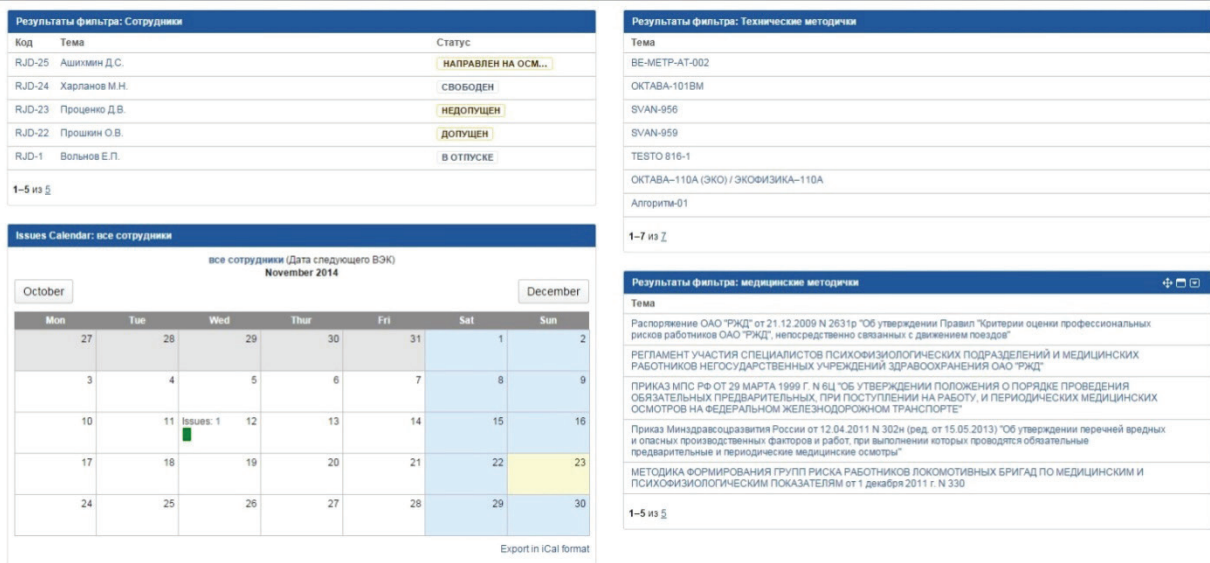 Результаты фильтра: Сотрудники
Код Тема Статус
RJD-25 Ашихмин Д.С. НАПРАВЛЕН НА ОСМ...
RJD-24 Харланов М.Н. СВОБОДЕН
RJD-23 Проценко Д.В. НЕДОПУЩЕН
RJD-22 Прошкин О.В. ДОПУЩЕН
RJD-1 Вольнов Е.П. В ОТПУСКЕ
1–5 из 5
Issues Calendar: все сотрудники
все сотрудники (Дата следующего ВЭК)
November 2014
October December
Mon Tue Wed Thur Fri Sat Sun
27 28 29 30 31 1 2
3 4 5 6 7 8 9
10 11 Issues: 1 12 13 14 15 16
17 18 19 20 21 22 23
24 25 26 27 28 29 30
Export in iCal format
Результаты фильтра: Технические методички
Тема
ВЕ-МЕТР-АТ-002
ОКТАВА-101ВМ
SVAN-956
SVAN-959
TESTO 816-1
ОКТАВА–110А (ЭКО) / ЭКОФИЗИКА–110А
Алгоритм-01
1–7 из 7
Результаты фильтра: медицинские методички
Тема
Распоряжение ОАО "РЖД" от 21.12.2009 N 2631р "Об утверждении Правил "Критерии оценки профессиональных
рисков работников ОАО "РЖД", непосредственно связанных с движением поездов"
РЕГЛАМЕНТ УЧАСТИЯ СПЕЦИАЛИСТОВ ПСИХОФИЗИОЛОГИЧЕСКИХ ПОДРАЗДЕЛЕНИЙ И МЕДИЦИНСКИХ
РАБОТНИКОВ НЕГОСУДАРСТВЕННЫХ УЧРЕЖДЕНИЙ ЗДРАВООХРАНЕНИЯ ОАО "РЖД"
ПРИКАЗ МПС РФ ОТ 29 МАРТА 1999 Г. N 6Ц "ОБ УТВЕРЖДЕНИИ ПОЛОЖЕНИЯ О ПОРЯДКЕ ПРОВЕДЕНИЯ
ОБЯЗАТЕЛЬНЫХ ПРЕДВАРИТЕЛЬНЫХ, ПРИ ПОСТУПЛЕНИИ НА РАБОТУ, И ПЕРИОДИЧЕСКИХ МЕДИЦИНСКИХ
ОСМОТРОВ НА ФЕДЕРАЛЬНОМ ЖЕЛЕЗНОДОРОЖНОМ ТРАНСПОРТЕ"
Приказ Минздравсоцразвития России от 12.04.2011 N 302н (ред. от 15.05.2013) "Об утверждении перечней вредных
и опасных производственных факторов и работ, при выполнении которых проводятся обязательные
предварительные и периодические медицинские осмотры"
МЕТОДИКА ФОРМИРОВАНИЯ ГРУПП РИСКА РАБОТНИКОВ ЛОКОМОТИВНЫХ БРИГАД ПО МЕДИЦИНСКИМ И
ПСИХОФИЗИОЛОГИЧЕСКИМ ПОКАЗАТЕЛЯМ от 1 декабря 2011 г. N 330
1–5 из 5